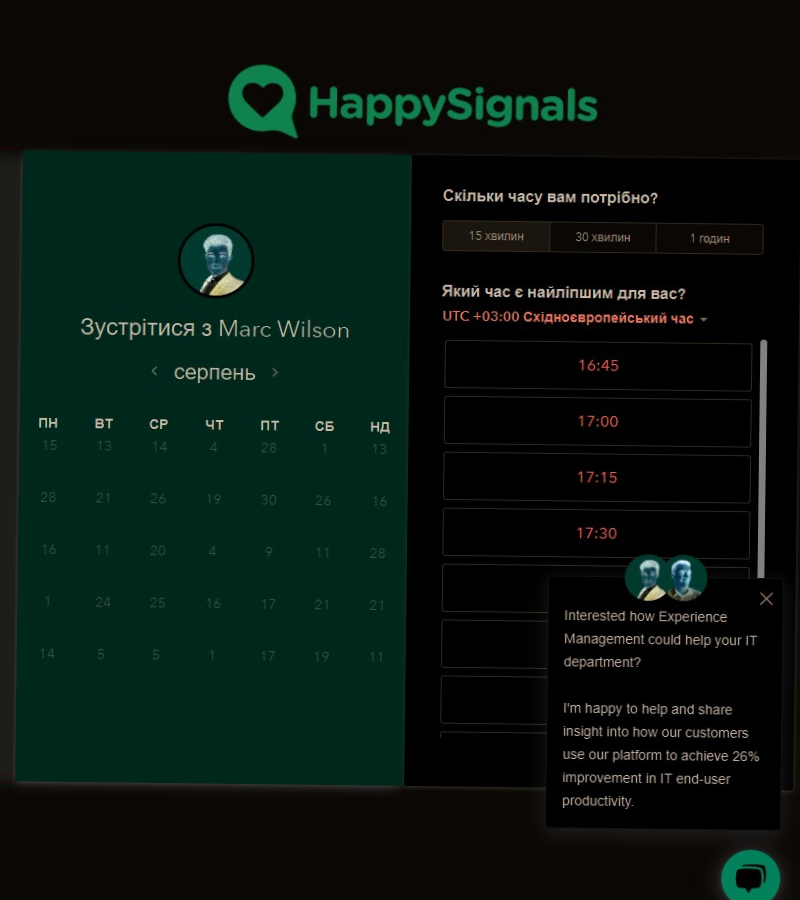 HappySignals
Зустрітися з Marc Wilson
серпень
ПН ВТ СР ЧТ ПТ СБ НД
15 13 14 4 28 1 13
28 21 26 19 30 26 16
16 11 20 4 9 11 28
1 24 25 16 17 21 21
14 5 5 1 17 19 11
Скільки часу вам потрібно?
15 хвилин 30 хвилин 1 годин
Який час є найліпшим для вас?
UTC +03:00 Східноєвропейський час
16:45
17:00
17:15
17:30
Interested how Experience
Management could help your IT
department?
I'm happy to help and share
insight into how our customers
use our platform to achieve 26%
improvement in IT end-user
productivity.